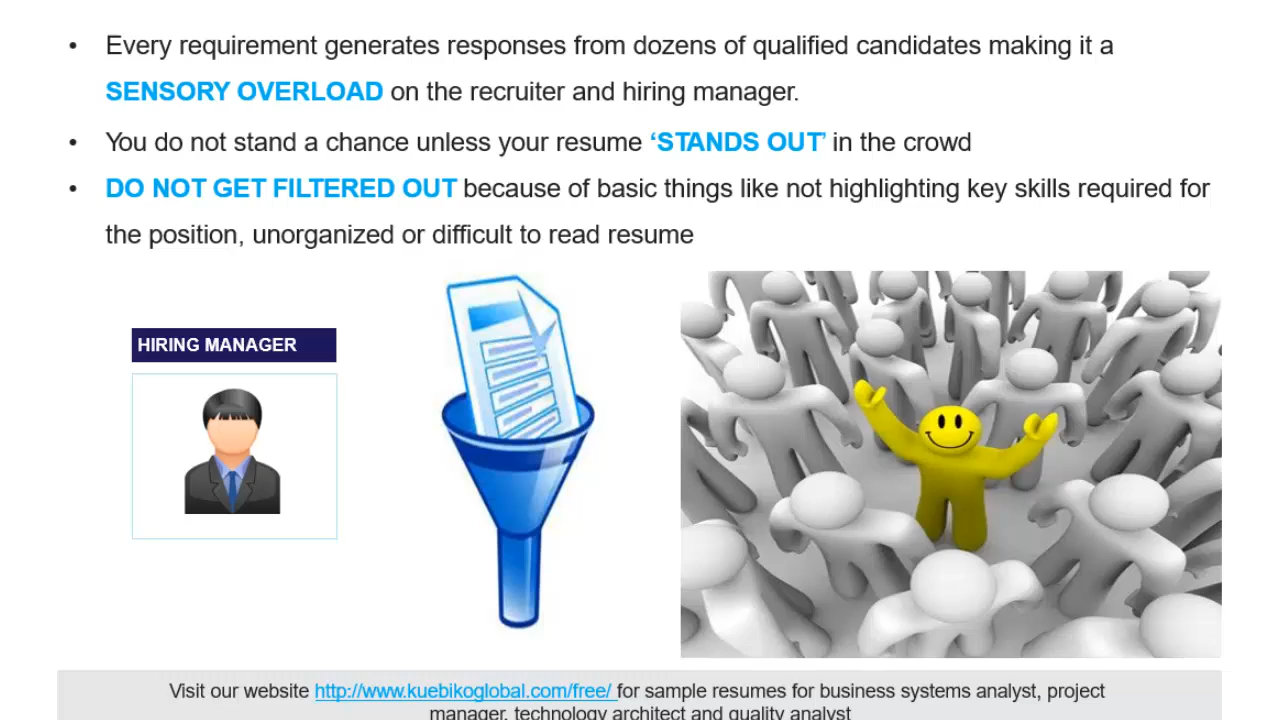 • Every requirement generates responses from dozens of qualified candidates making it a
SENSORY OVERLOAD on the recruiter and hiring manager.
• You do not stand a chance unless your resume ‘STANDS OUT’ in the crowd
• DO NOT GET FILTERED OUT because of basic things like not highlighting key skills required for
the position, unorganized or difficult to read resume
HIRING MANAGER
Visit our website http://www.kuebikoglobal.com/free/ for sample resumes for business systems analyst, project
manager, technology architect and quality analyst